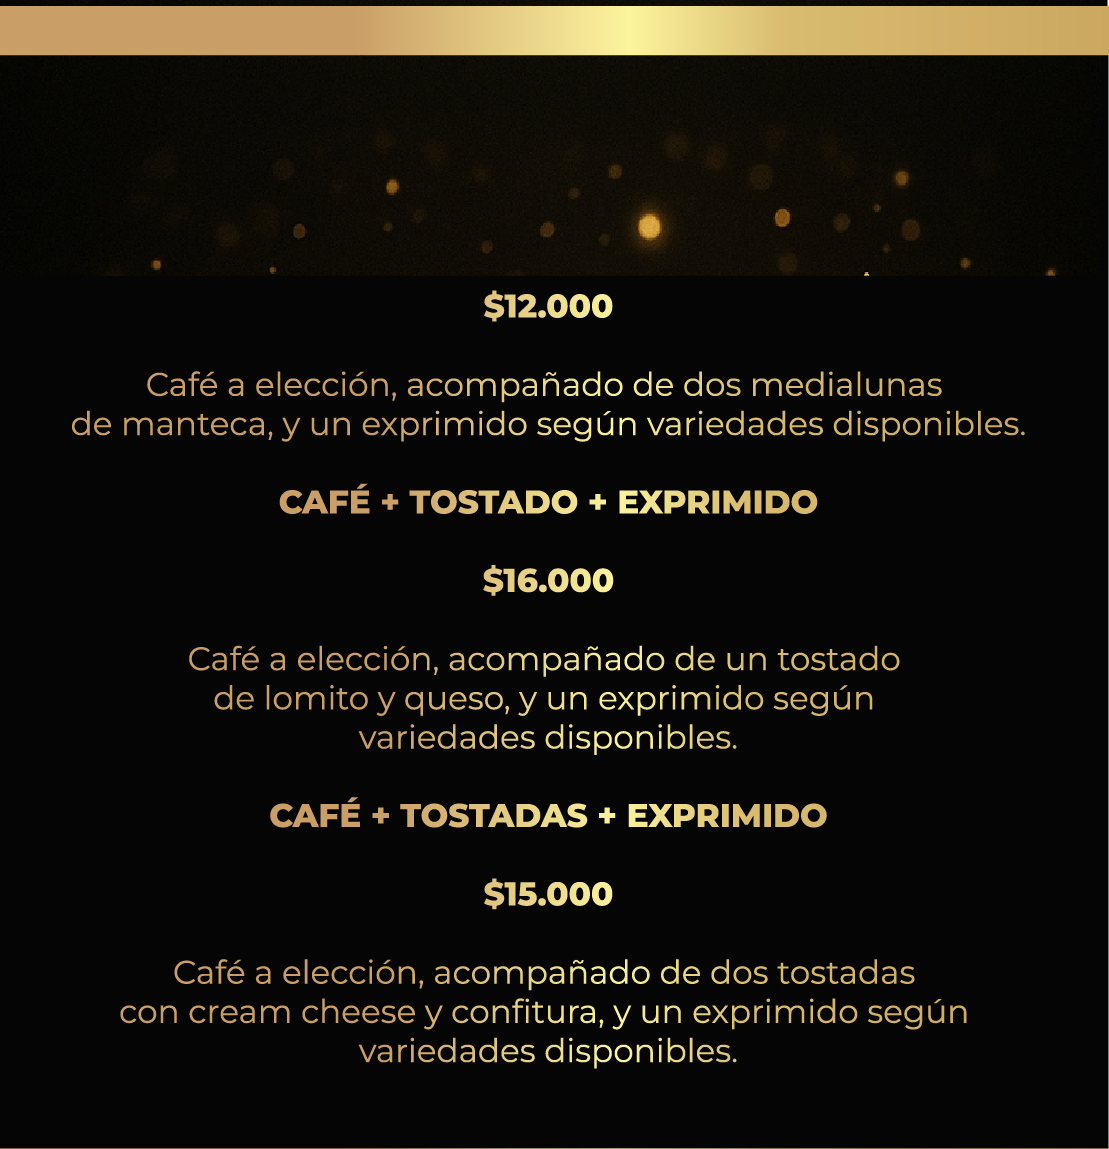 $12.000
Café a elección, acompañado de dos medialunas
de manteca, y un exprimido según variedades disponibles.
CAFÉ + TOSTADO + EXPRIMIDO
$16.000
Café a elección, acompañado de un tostado
de lomito y queso, y un exprimido según
variedades disponibles.
CAFÉ + TOSTADAS + EXPRIMIDO
$15.000
Café a elección, acompañado de dos tostadas
con cream cheese y confitura, y un exprimido según
variedades disponibles.